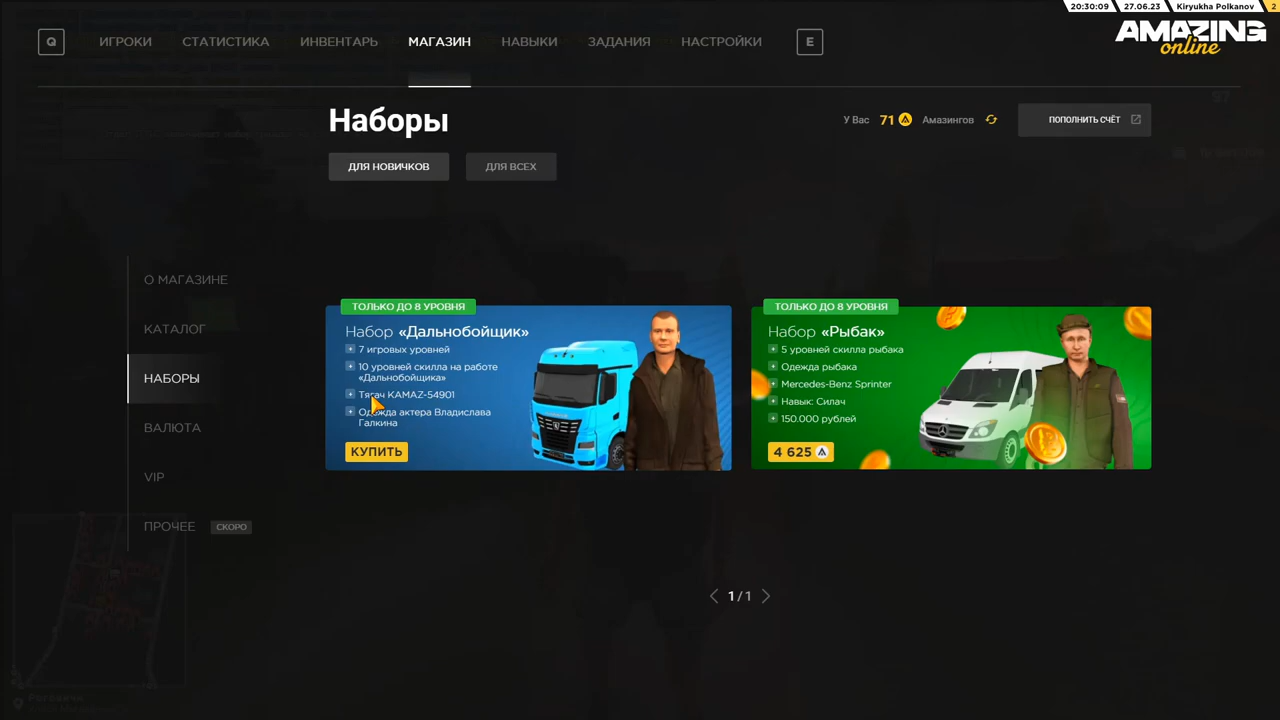 20:30:09 27.06.23 Kiryukha Polkanov 2
Q ИГРОКИ СТАТИСТИКА ИНВЕНТАРЬ МАГАЗИН НАВЫКИ ЗАДАНИЯ НАСТРОЙКИ E
AMAZING
online
Наборы
У Вас 71 Амазингов
ПОПОЛНИТЬ СЧЁТ
ДЛЯ НОВИЧКОВ ДЛЯ ВСЕХ
О МАГАЗИНЕ
КАТАЛОГ
НАБОРЫ
ВАЛЮТА
VIP
ПРОЧЕЕ СКОРО
ТОЛЬКО ДО 8 УРОВНЯ
Набор «Дальнобойщик»
7 игровых уровней
10 уровней скилла на работе
«Дальнобойщика»
Тягач KAMAZ-54901
Одежда актера Владислава
Галкина
КУПИТЬ
ТОЛЬКО ДО 8 УРОВНЯ
Набор «Рыбак»
5 уровней скилла рыбака
Одежда рыбака
Mercedes-Benz Sprinter
Навык: Силач
150.000 рублей
4 625
1/1